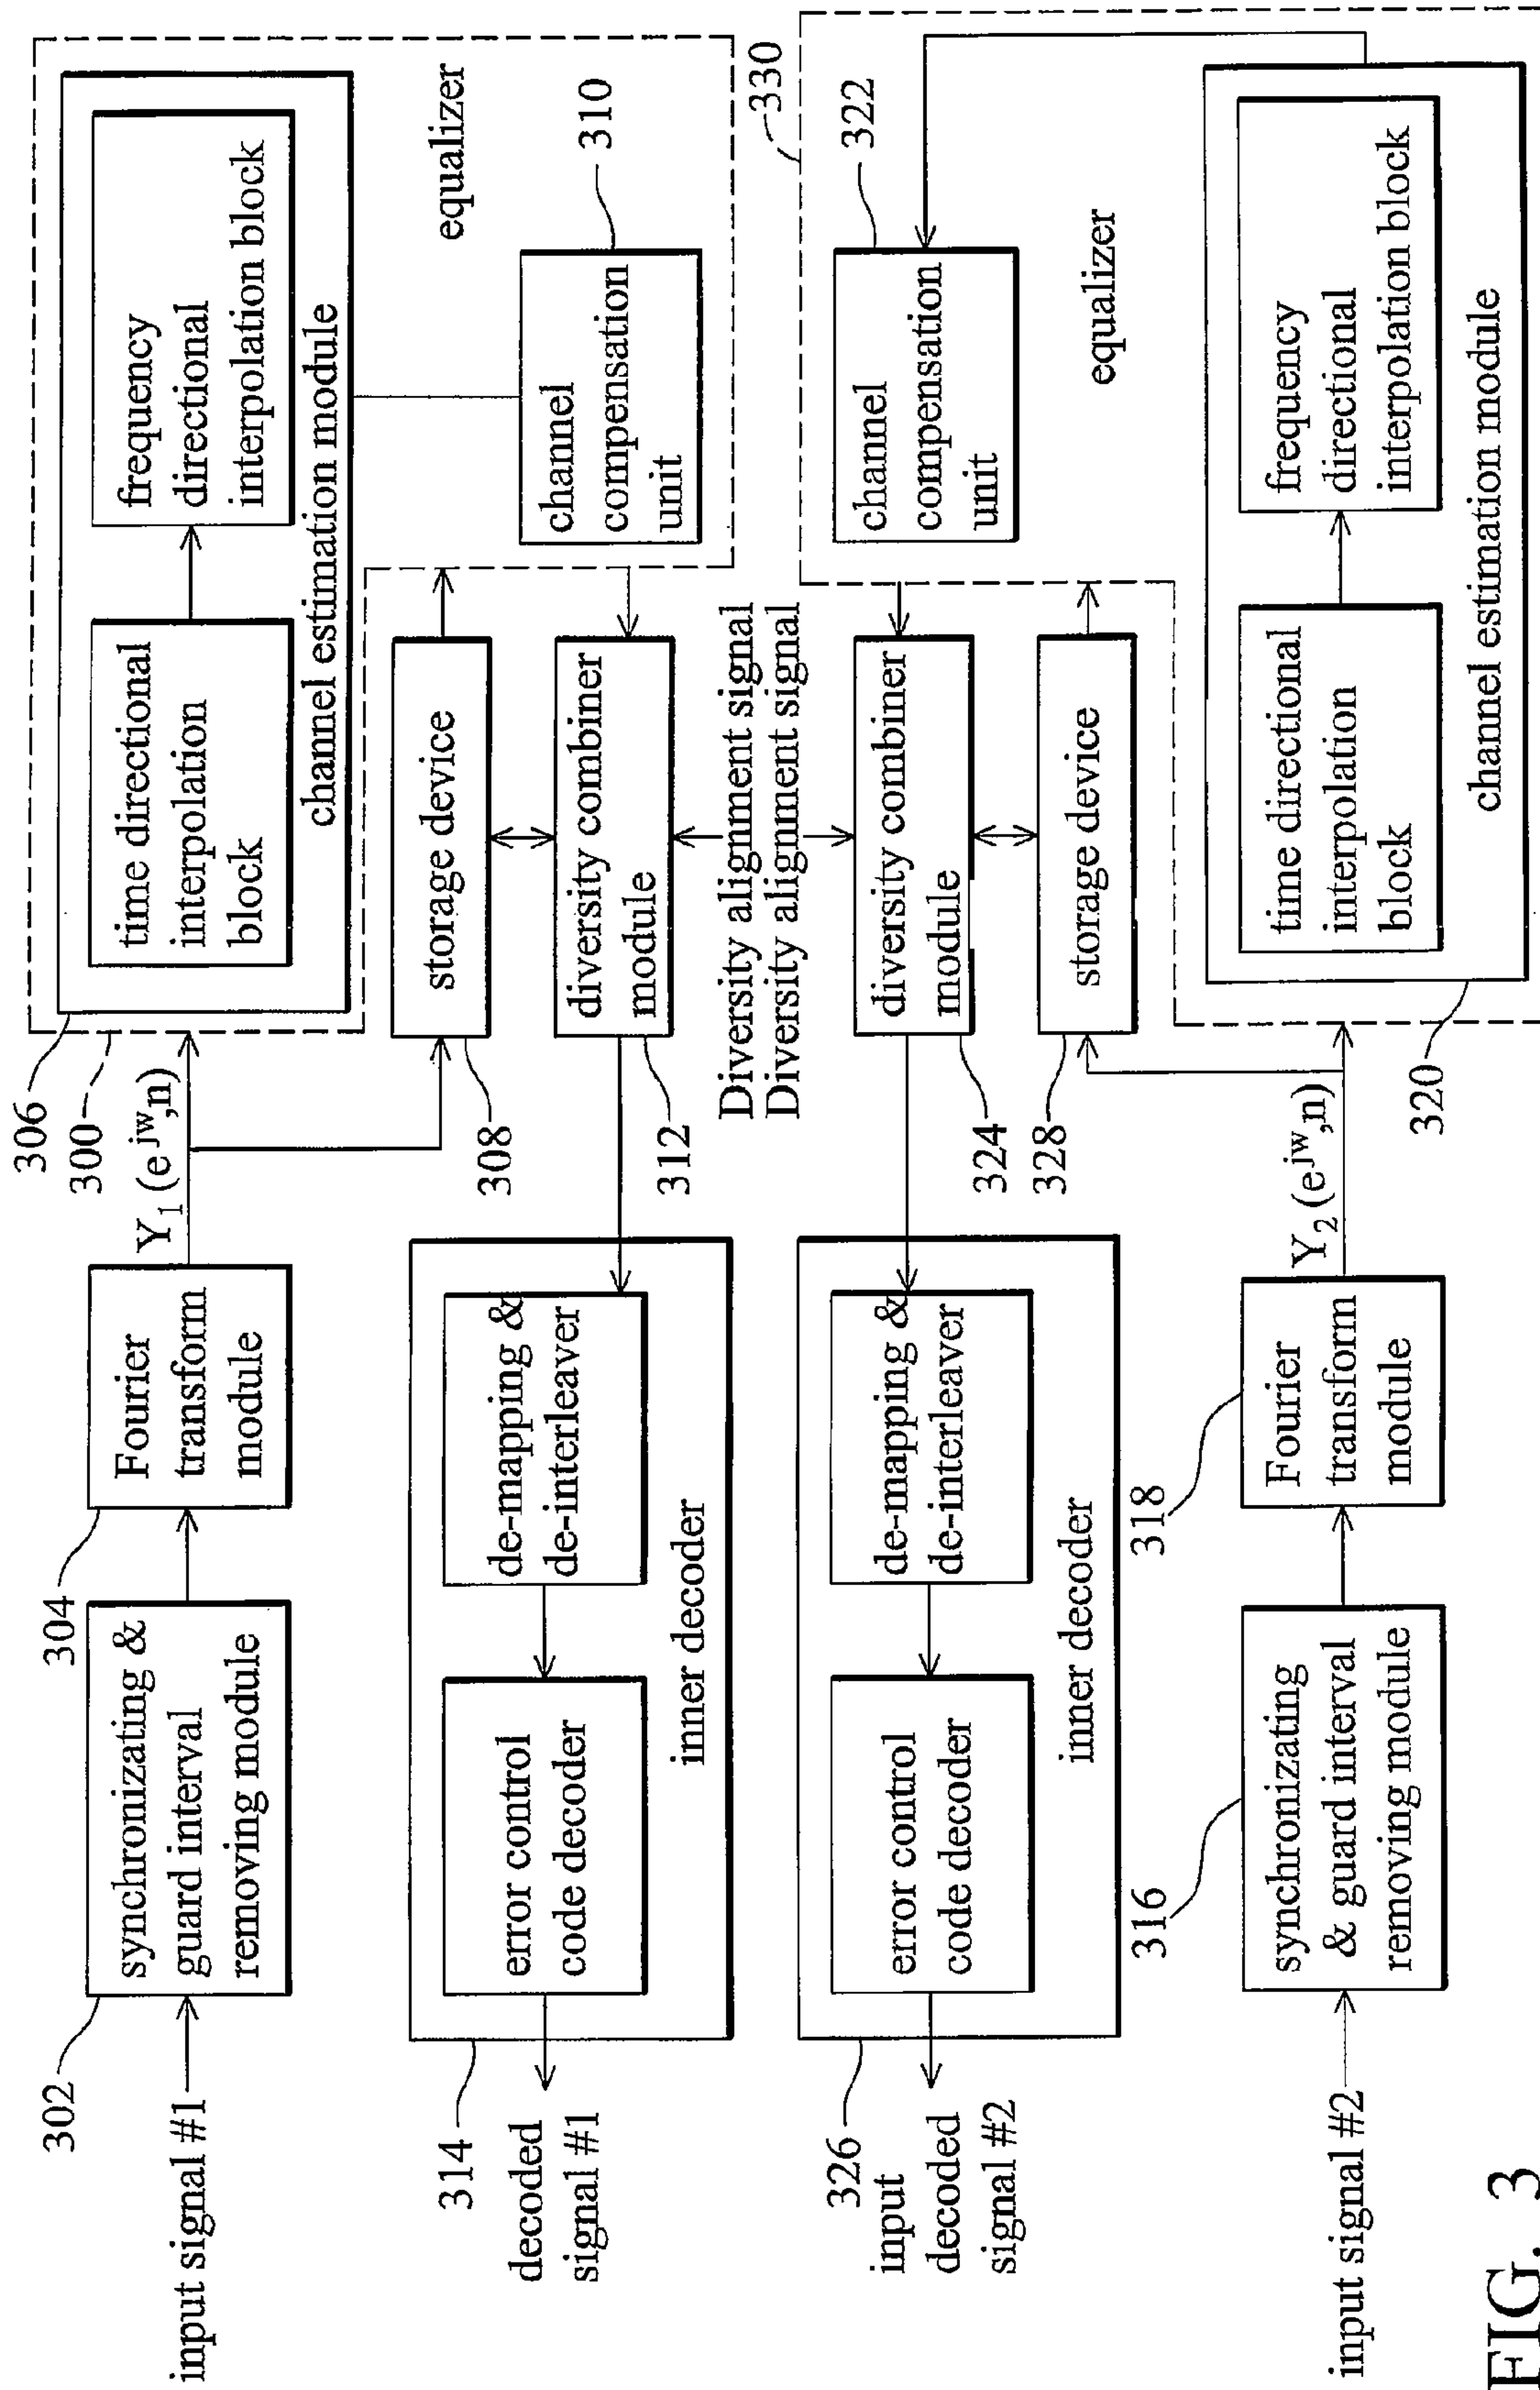 302
304
306
300
input signal #1
synchronizating &
guard interval
removing module
Fourier
transform
module
Y1 (e^jw,n)
time directional
interpolation
block
frequency
directional
interpolation block
channel estimation module
equalizer
310
channel
compensation
unit
storage device
308
diversity combiner
module
312
314
decoded
signal #1
error control
code decoder
de-mapping &
de-interleaver
inner decoder
Diversity alignment signal
Diversity alignment signal
330
322
channel
compensation
unit
equalizer
diversity combiner
module
324
storage device
328
326
input
decoded
signal #2
error control
code decoder
de-mapping &
de-interleaver
inner decoder
316
318
320
input signal #2
synchronizating
& guard interval
removing module
Fourier
transform
module
Y2 (e^jw,n)
time directional
interpolation
block
frequency
directional
interpolation block
channel estimation module
FIG. 3